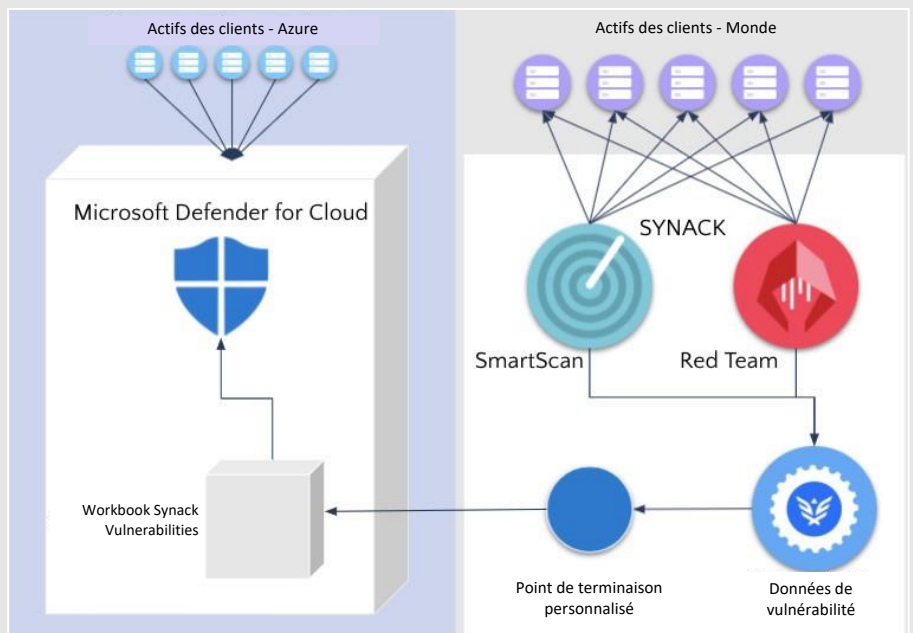 Actifs des clients - Azure
Actifs des clients - Monde
Microsoft Defender for Cloud
SYNACK
SmartScan
Red Team
Workbook Synack
Vulnerabilities
Point de terminaison
personnalisé
Données de
vulnérabilité